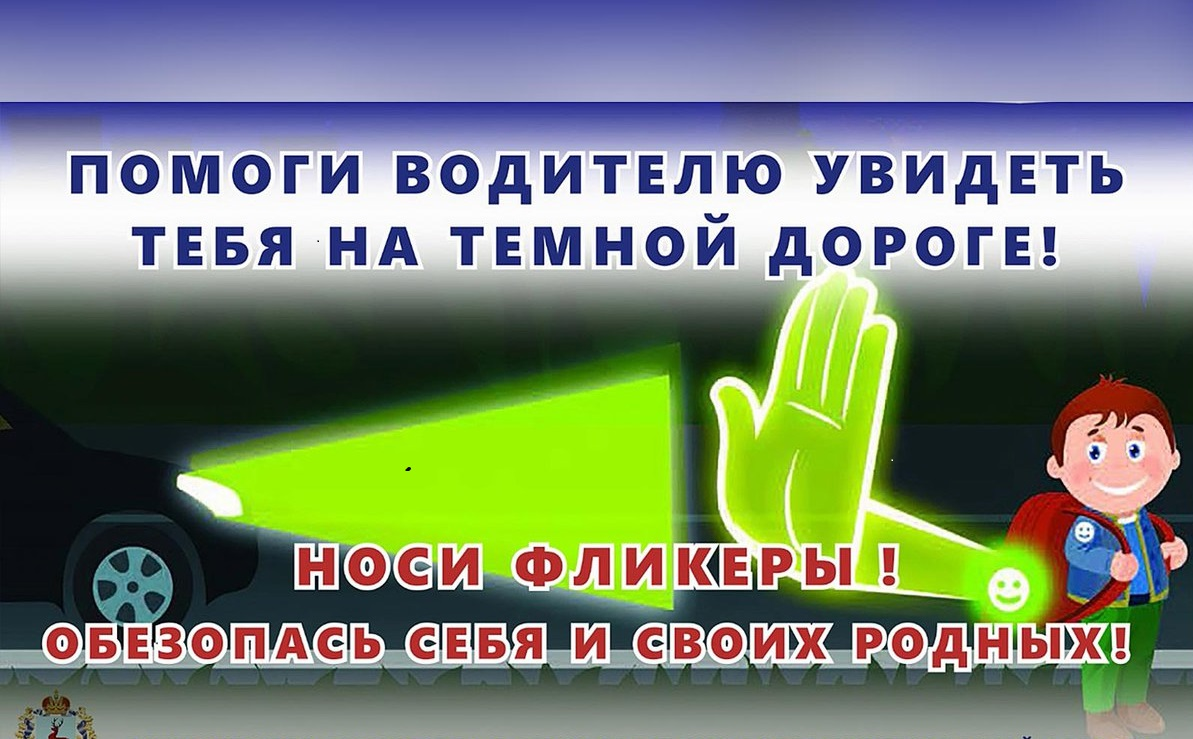 ПОМОГИ ВОДИТЕЛЮ УВИДЕТЬ
ТЕБЯ НА ТЕМНОЙ ДОРОГЕ!
НОСИ ФЛИКЕРЫ !
ОБЕЗОПАСЬ СЕБЯ И СВОИХ РОДНЫХ!